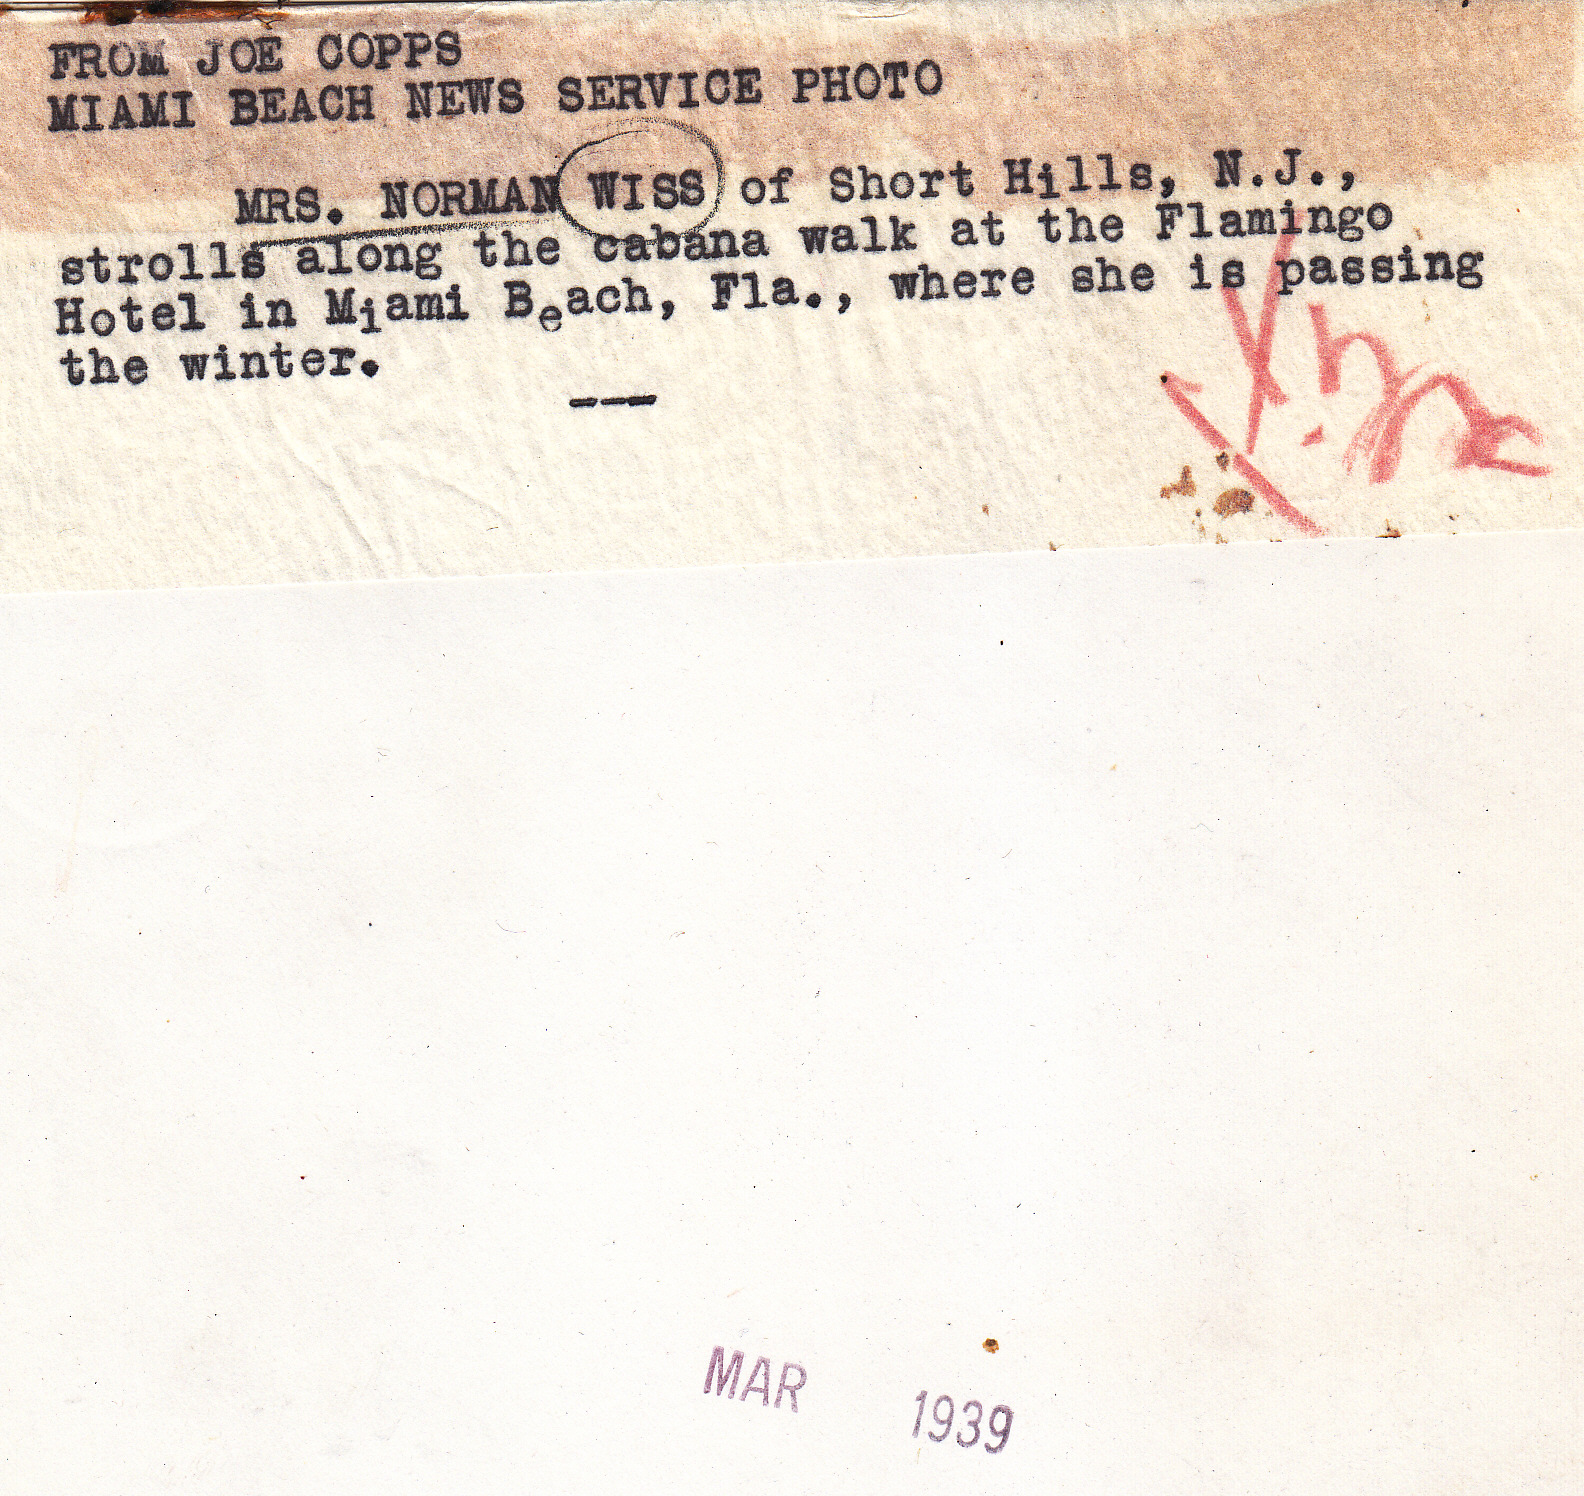 FROM JOE COPPS
MIAMI BEACH NEWS SERVICE PHOTO
MRS. NORMAN WISS of Short Hills, N.J.,
strolls along the cabana walk at the Flamingo
Hotel in Miami Beach, Fla., where she is passing
the winter.
---
MAR 1939